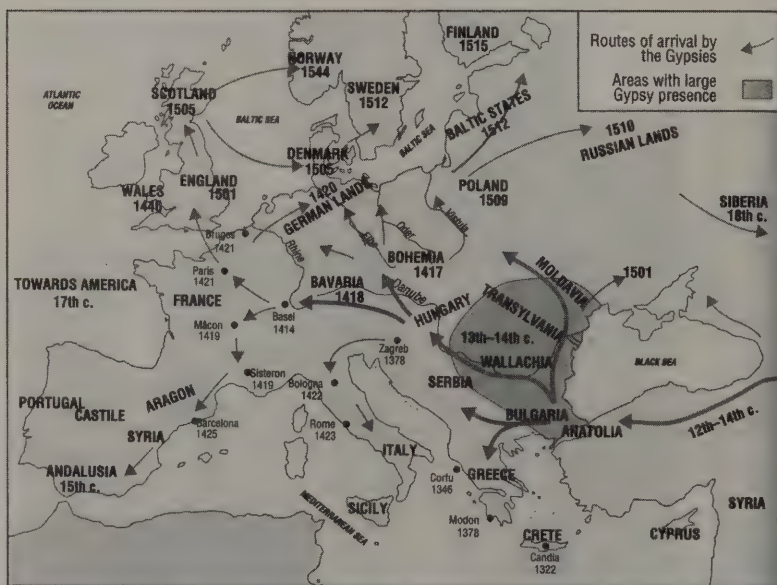 Routes of arrival by
the Gypsies
Areas with large
Gypsy presence
FINLAND
1515
NORWAY
1544
SWEDEN
1512
ATLANTIC
OCEAN
SCOTLAND
1505
BALTIC SEA
BALTIC SEA
BALTIC STATES
1512
DENMARK
1505
1510
RUSSIAN LANDS
WALES
1440
ENGLAND
1501
1420
GERMAN LANDS
POLAND
1509
SIBERIA
18th c.
Bruges
1421
Rhine
Elbe
Oder
Vistula
BOHEMIA
1417
Paris
1421
TOWARDS AMERICA
17th c.
FRANCE
BAVARIA
1418
Danube
MOLDAVIA
1501
Basel
1414
HUNGARY
TRANSYLVANIA
Mâcon
1419
13th–14th c.
Zagreb
1378
WALLACHIA
BLACK SEA
Sisteron
1419
Bologna
1422
SERBIA
PORTUGAL
CASTILE
ARAGON
Barcelona
1425
SYRIA
Rome
1423
BULGARIA
ANATOLIA
12th–14th c.
ITALY
ANDALUSIA
15th c.
Corfu
1346
GREECE
MEDITERRANEAN SEA
SICILY
Modon
1378
CRETE
Candia
1322
CYPRUS
SYRIA